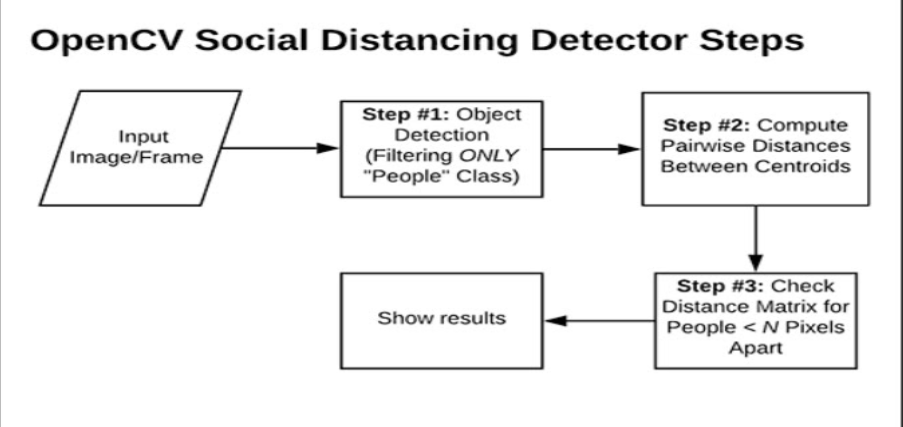 OpenCV Social Distancing Detector Steps
Input
Image/Frame
Step #1: Object
Detection
(Filtering ONLY
"People" Class)
Step #2: Compute
Pairwise Distances
Between Centroids
Step #3: Check
Distance Matrix for
People < N Pixels
Apart
Show results